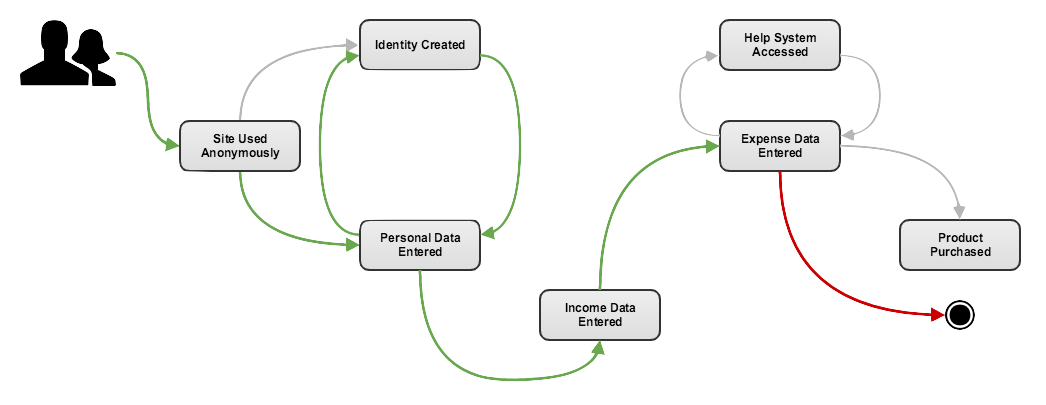 Identity Created
Help System
Accessed
Site Used
Anonymously
Expense Data
Entered
Personal Data
Entered
Product
Purchased
Income Data
Entered